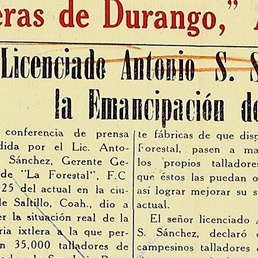 eras de Durango,"
Licenciado Antonio S. S
la Emancipación de
conferencia de prensa
dida por el Lic. Anto-
Sánchez, Gerente Ge-
de "La Forestal", F.C
25 del actual en la ciu-
Saltillo, Coah., dio a
er la situación real de la
ria ixtlera a la que per-
n 35,000 talladores de
te fábricas de que disp
Forestal, pasen a ma
los propios tallador
que éstos las puedan o
así lograr mejorar su s
actual.
El señor licenciado A
S. Sánchez, declaró
campesinos talladores